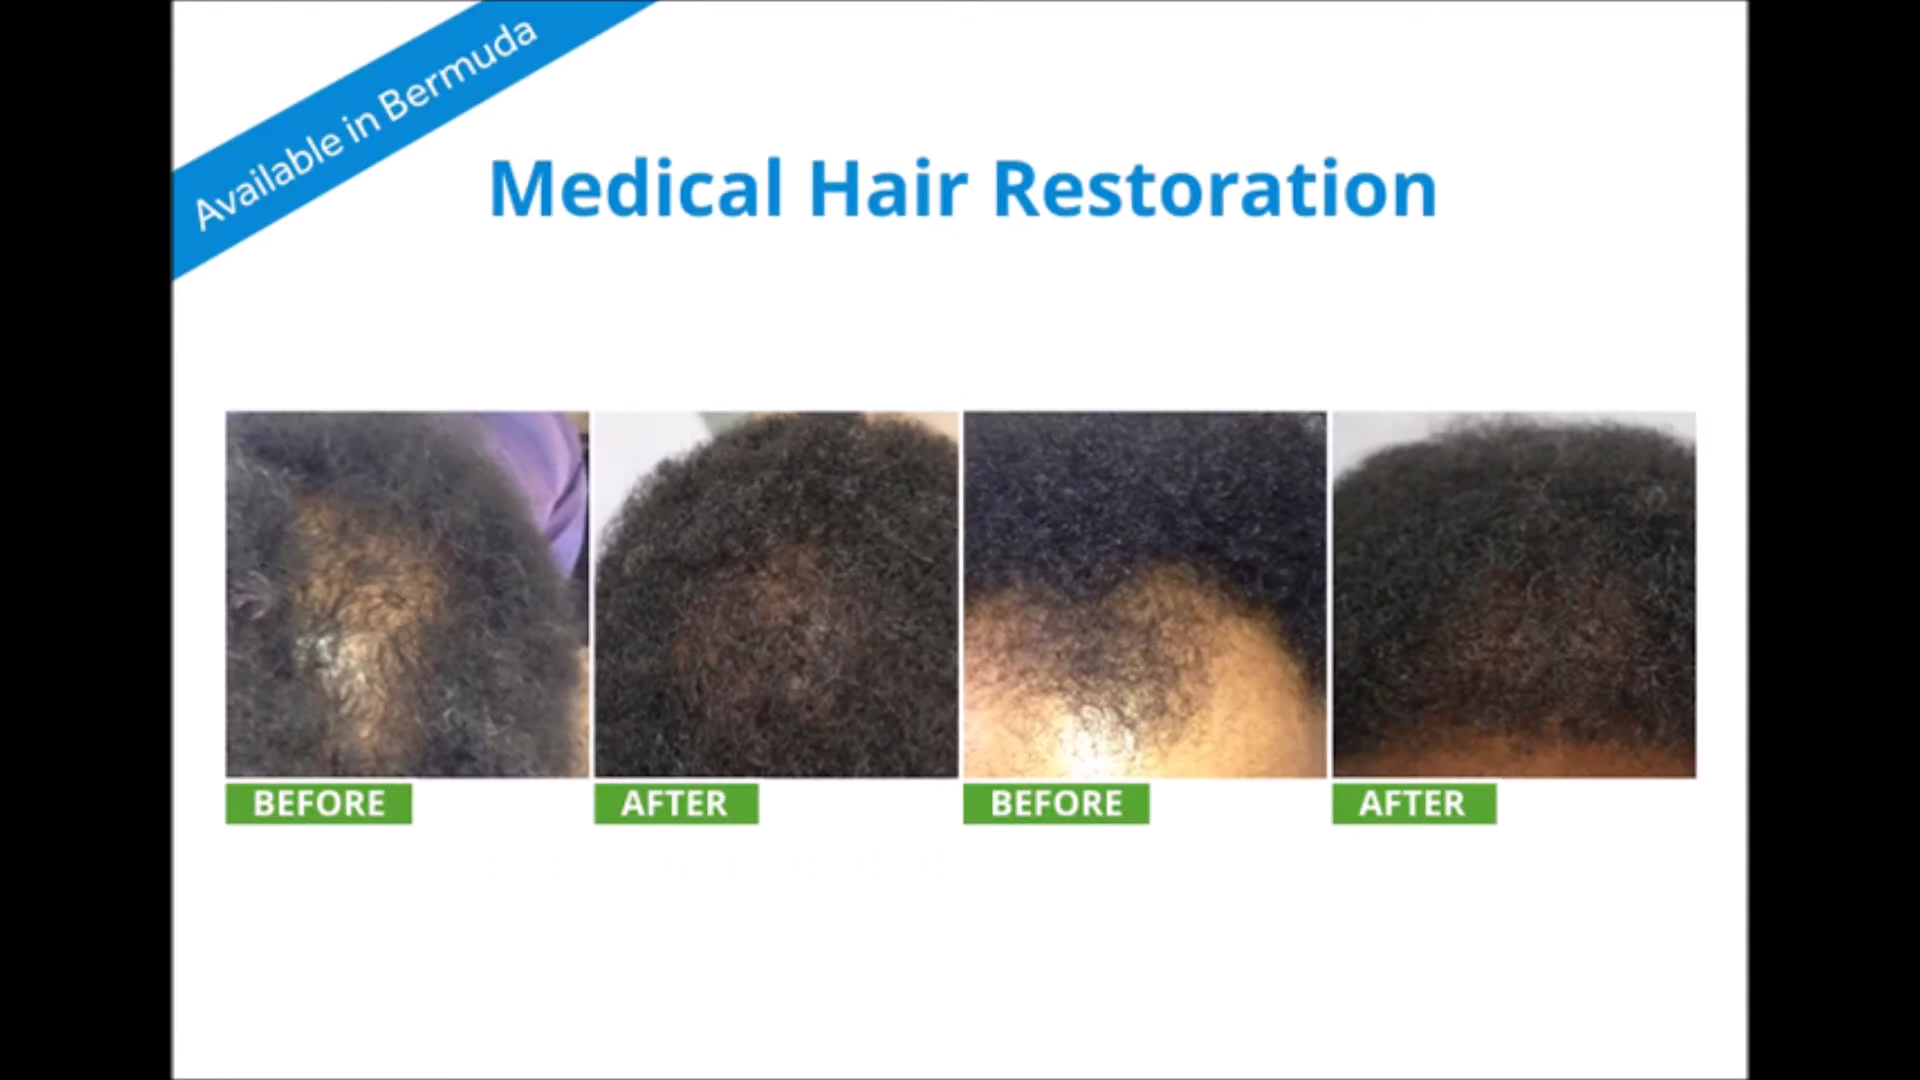 Available in Bermuda
Medical Hair Restoration
BEFORE
AFTER
BEFORE
AFTER